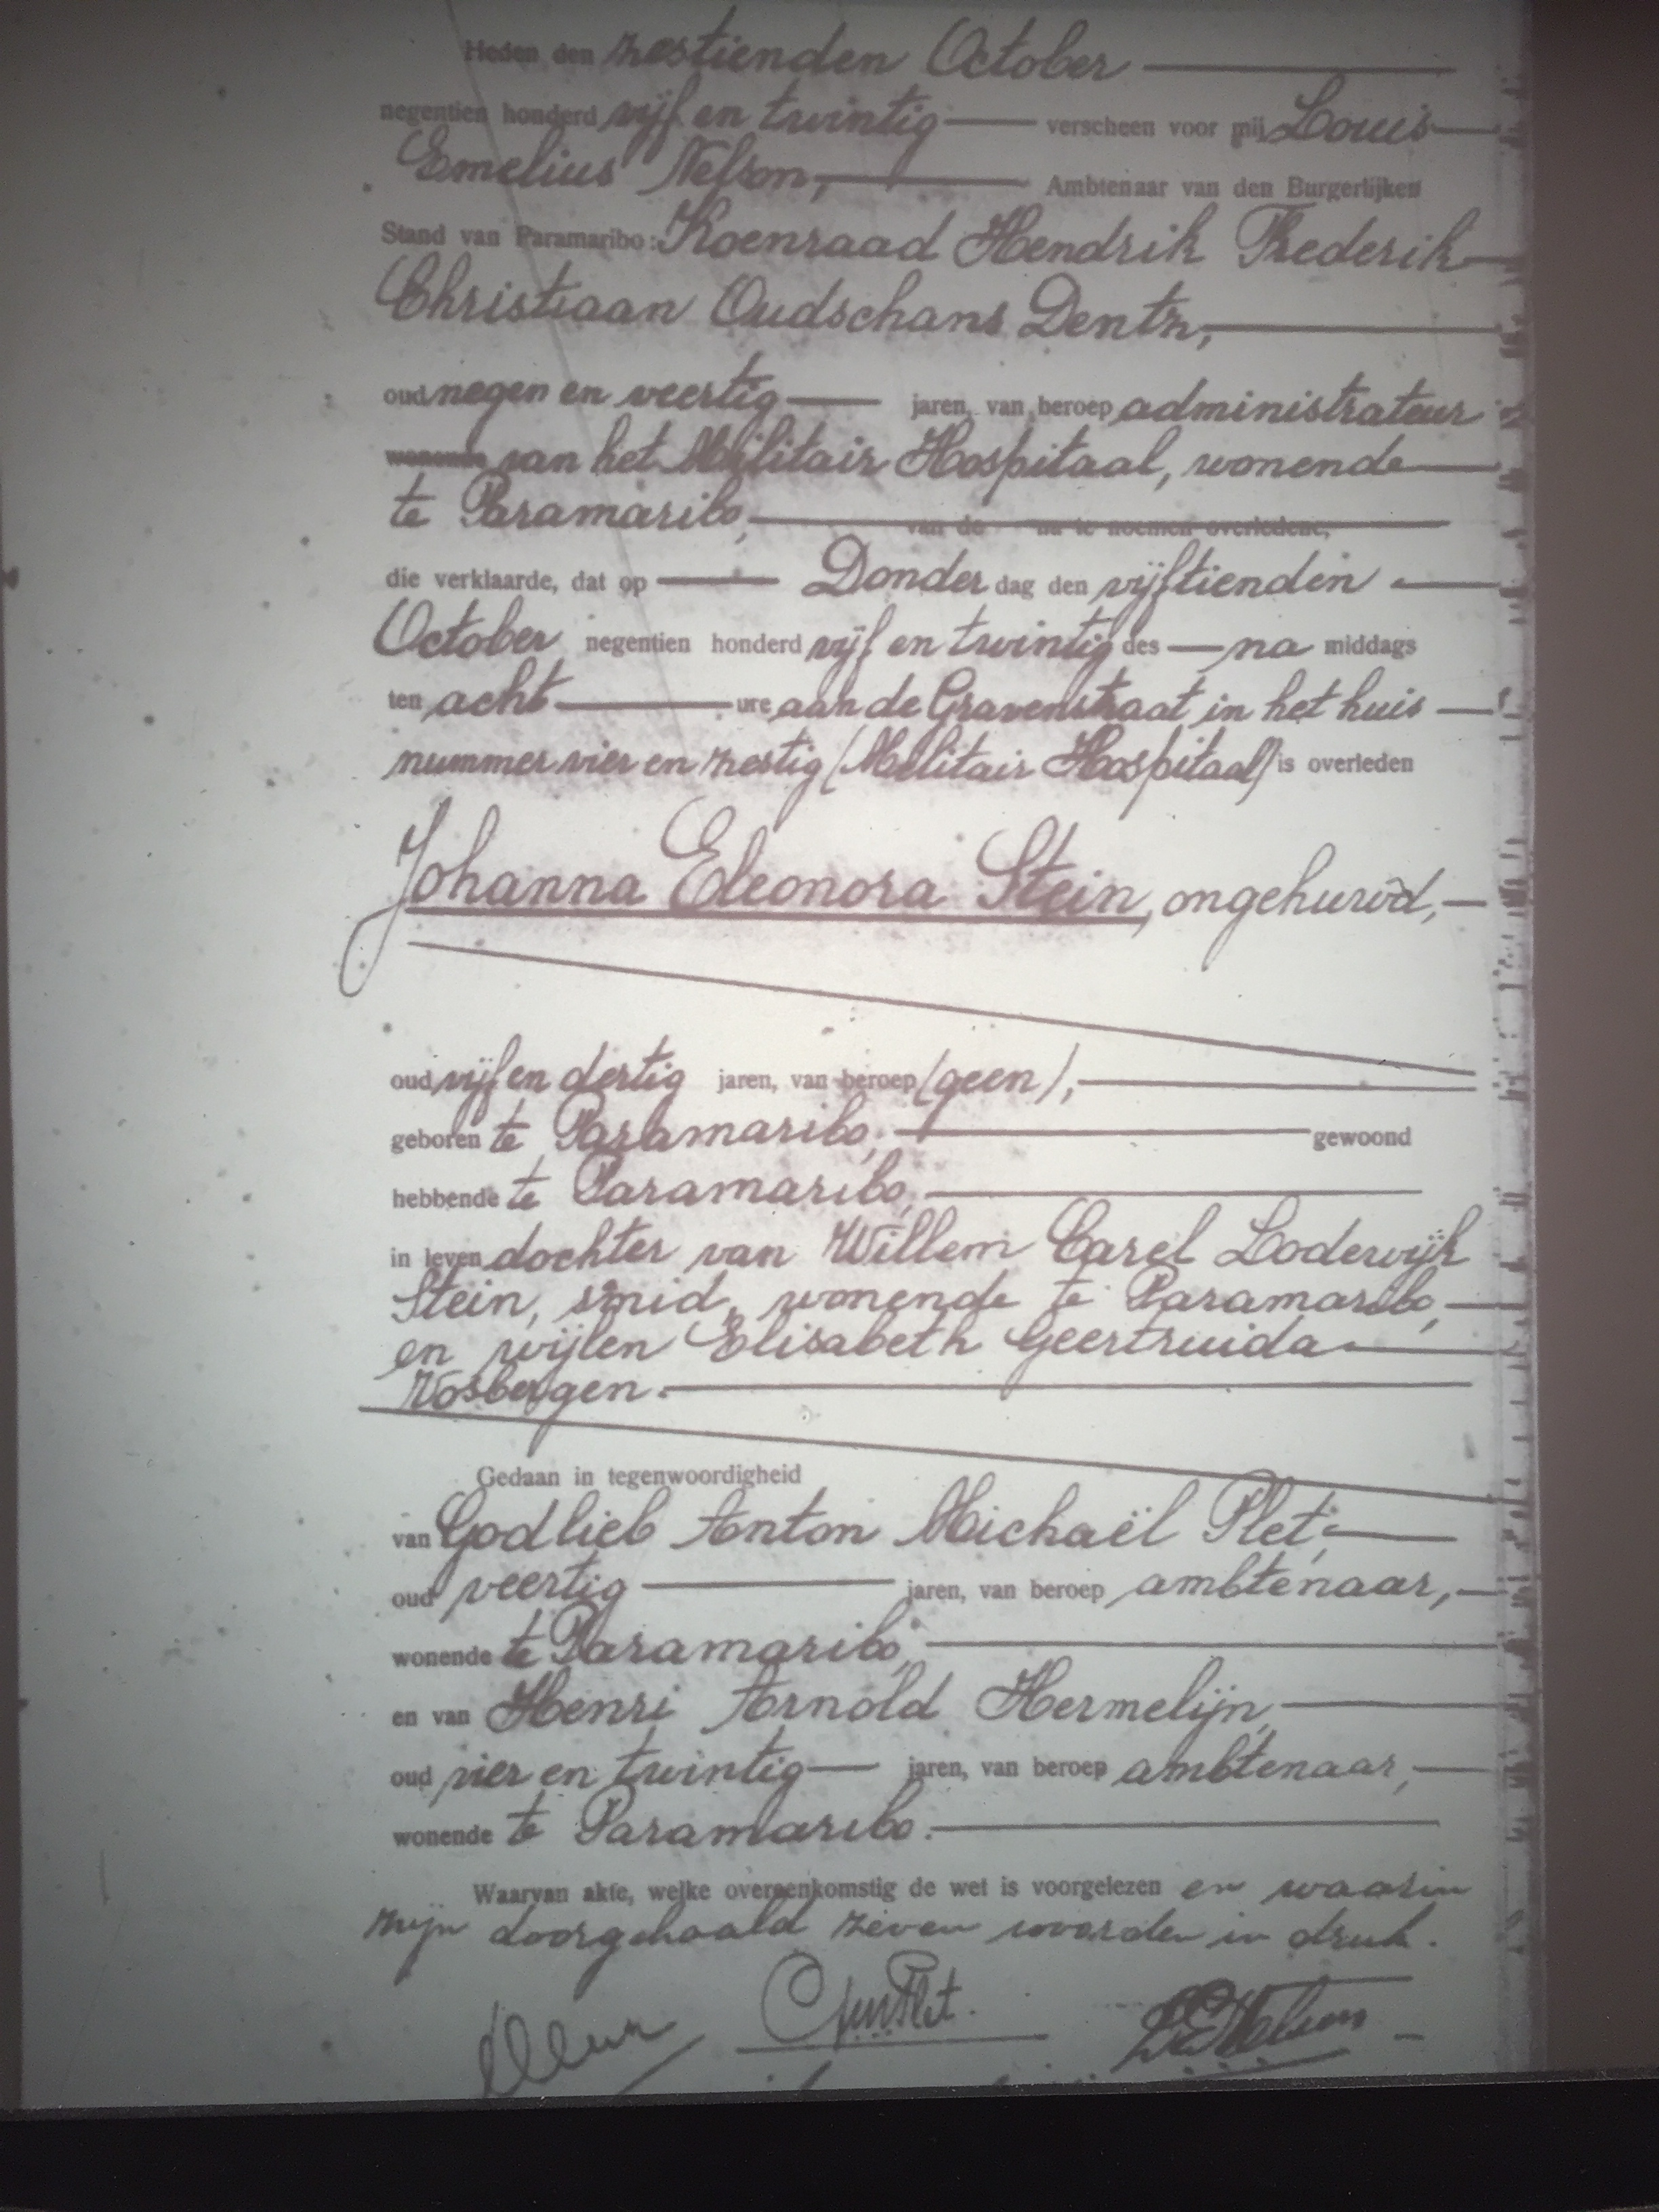 Heden den zestienden October
negentien honderd vijf en twintig verscheen voor mij Louis
Emelius Nelson, Ambtenaar van den Burgerlijken
Stand van Paramaribo: Koenraad Hendrik Frederik
Christiaan Oudschans Dentz,
oud negen en veertig jaren, van beroep administrateur
wonende van het Militair Hospitaal, wonende
te Paramaribo, van de na te noemen overledene,
die verklaarde, dat op Donder dag den vijftienden
October negentien honderd vijf en twintig des na middags
ten acht ure aan de Gravenstraat in het huis
nummer vier en zestig (Militair Hospitaal) is overleden
Johanna Eleonora Stein, ongehuwd,
oud vijf en dertig jaren, van beroep (geen),
geboren te Paramaribo, gewoond
hebbende te Paramaribo,
in leven dochter van Willem Carel Lodewijk
Stein, smid, wonende te Paramaribo,
en wijlen Elisabeth Geertruida
Vosbergen.
Gedaan in tegenwoordigheid
van Godlieb Anton Michaël Plet,
oud veertig jaren, van beroep ambtenaar,
wonende te Paramaribo,
en van Henri Arnold Hermelijn,
oud vier en twintig jaren, van beroep ambtenaar,
wonende te Paramaribo.
Waarvan akte, welke overeenkomstig de wet is voorgelezen en waarin
zijn doorgehaald zeven woorden in druk.
Plet. LENelson